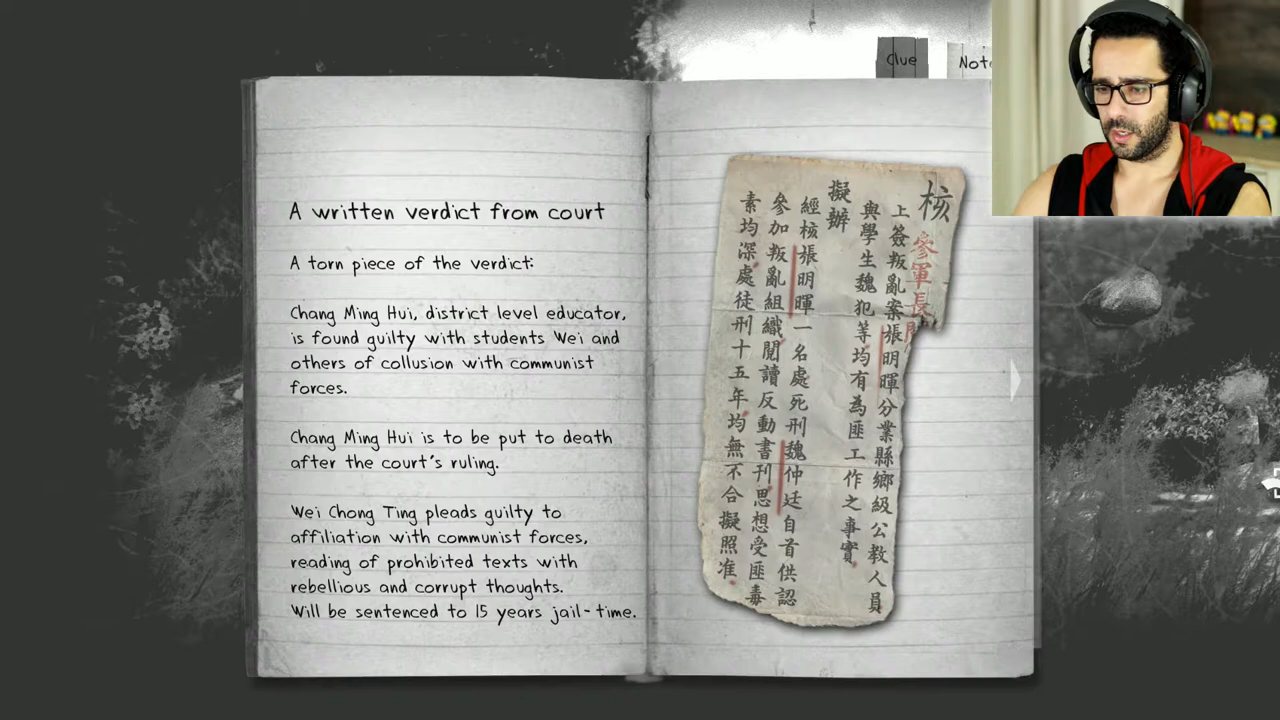 Clue
A written verdict from court
A torn piece of the verdict:
Chang Ming Hui, district level educator,
is found guilty with students Wei and
others of collusion with communist
forces.
Chang Ming Hui is to be put to death
after the court's ruling.
Wei Chong Ting pleads guilty to
affiliation with communist forces,
reading of prohibited texts with
rebellious and corrupt thoughts.
Will be sentenced to 15 years jail-time.
核
參軍長
上簽叛亂案張明暉分業縣鄉級公教人員
與學生魏犯等均有為匪工作之事實
擬辦
經核張明暉一名處死刑魏仲廷自首供認
參加叛亂組織閱讀反動書刊思想受匪毒
素均深處徒刑十五年均無不合擬照准